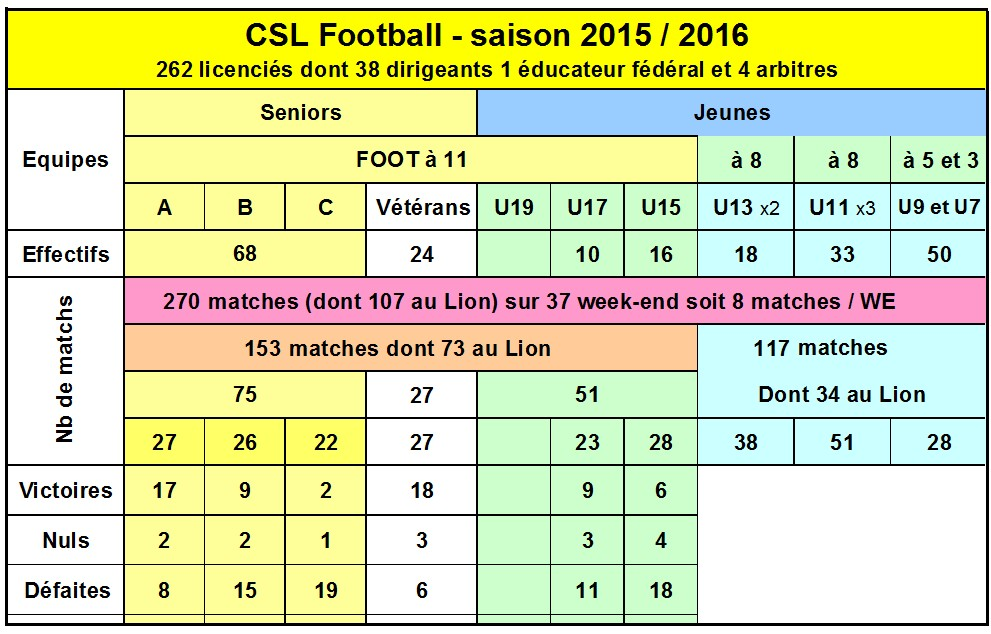 CSL Football - saison 2015 / 2016
262 licenciés dont 38 dirigeants 1 éducateur fédéral et 4 arbitres
Equipes Seniors Jeunes
FOOT à 11 à 8 à 8 à 5 et 3
A B C Vétérans U19 U17 U15 U13 x2 U11 x3 U9 et U7
Effectifs 68 24 10 16 18 33 50
Nb de matchs
270 matches (dont 107 au Lion) sur 37 week-end soit 8 matches / WE
153 matches dont 73 au Lion 117 matches
75 27 51 Dont 34 au Lion
27 26 22 27 23 28 38 51 28
Victoires 17 9 2 18 9 6
Nuls 2 2 1 3 3 4
Défaites 8 15 19 6 11 18